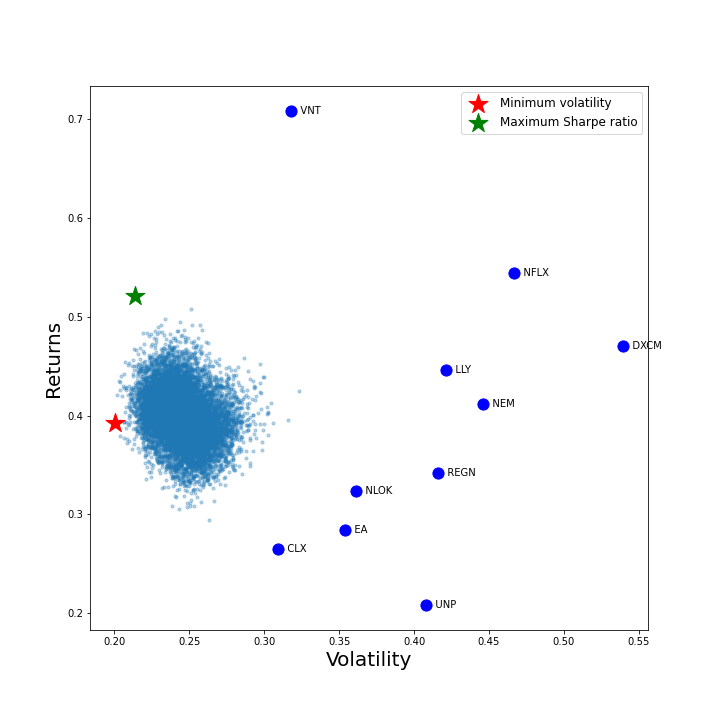 Minimum volatility
Maximum Sharpe ratio
VNT
NFLX
DXCM
LLY
NEM
REGN
NLOK
EA
CLX
UNP
0.7
0.6
0.5
0.4
0.3
0.2
Returns
0.20 0.25 0.30 0.35 0.40 0.45 0.50 0.55
Volatility